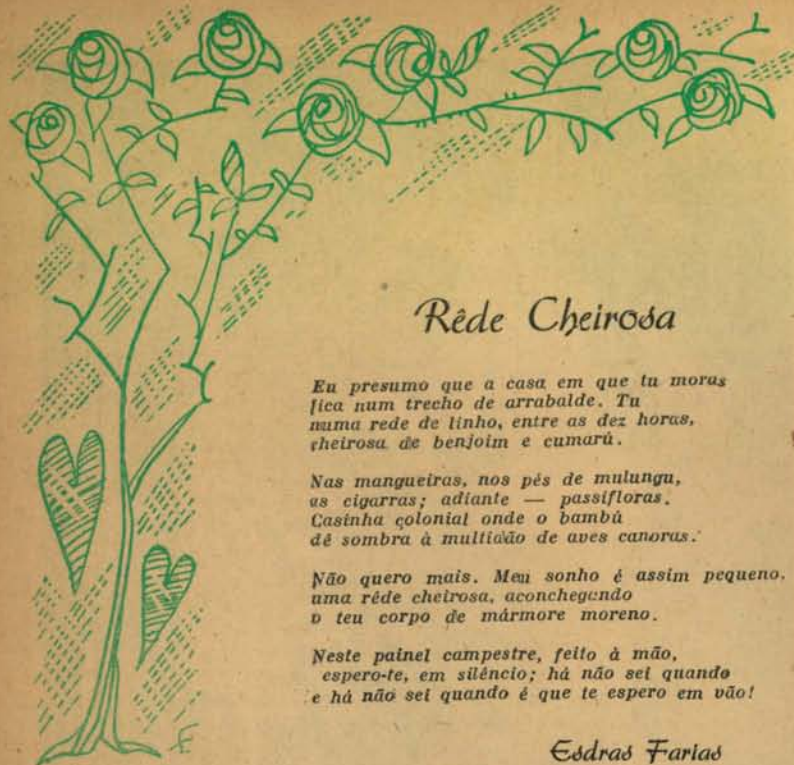 Rêde Cheirosa
Eu presumo que a casa em que tu moras
fica num trecho de arrabalde. Tu
numa rede de linho, entre as dez horas,
cheirosa de benjoim e cumarú.
Nas mangueiras, nos pés de mulungu,
as cigarras; adiante — passifloras.
Casinha colonial onde o bambú
dê sombra à multidão de aves canoras.
Não quero mais. Meu sonho é assim pequeno.
uma rêde cheirosa, aconchegando
o teu corpo de mármore moreno.
Neste painel campestre, feito à mão,
espero-te, em silêncio; há não sei quando
e há não sei quando é que te espero em vão!
Esdras Farias